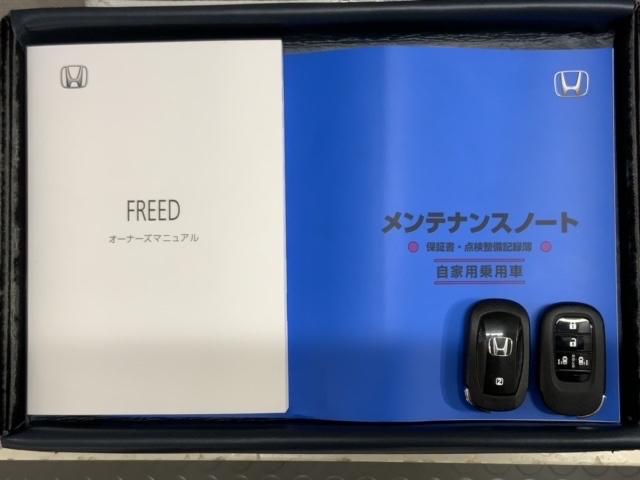 FREED
オーナーズマニュアル
メンテナンスノート
保証書・点検整備記録簿
自家用乗用車
2